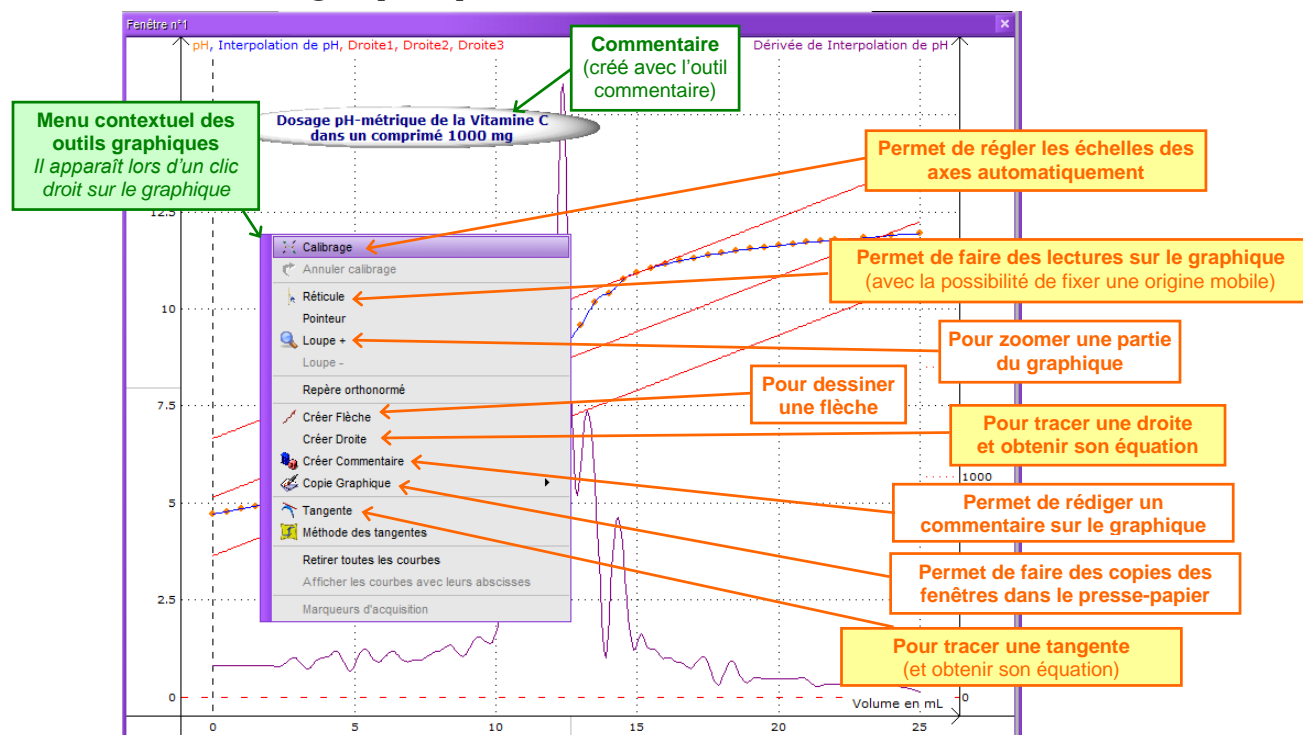 Fenêtre n°1
pH, Interpolation de pH, Droite1, Droite2, Droite3
Dérivée de Interpolation de pH
Commentaire
(créé avec l'outil
commentaire)
Dosage pH-métrique de la Vitamine C
dans un comprimé 1000 mg
Menu contextuel des
outils graphiques
Il apparaît lors d'un clic
droit sur le graphique
Permet de régler les échelles des
axes automatiquement
12.5
Calibrage
Annuler calibrage
Permet de faire des lectures sur le graphique
(avec la possibilité de fixer une origine mobile)
Réticule
10
Pointeur
Loupe +
Loupe -
Pour zoomer une partie
du graphique
Repère orthonormé
Pour dessiner
une flèche
7.5
Créer Flèche
Créer Droite
Pour tracer une droite
et obtenir son équation
Créer Commentaire
Copie Graphique
1000
5
Permet de rédiger un
commentaire sur le graphique
Tangente
Méthode des tangentes
Retirer toutes les courbes
Afficher les courbes avec leurs abscisses
Permet de faire des copies des
fenêtres dans le presse-papier
2.5
Marqueurs d'acquisition
Pour tracer une tangente
(et obtenir son équation)
0
0
Volume en mL
0
5
10
15
20
25